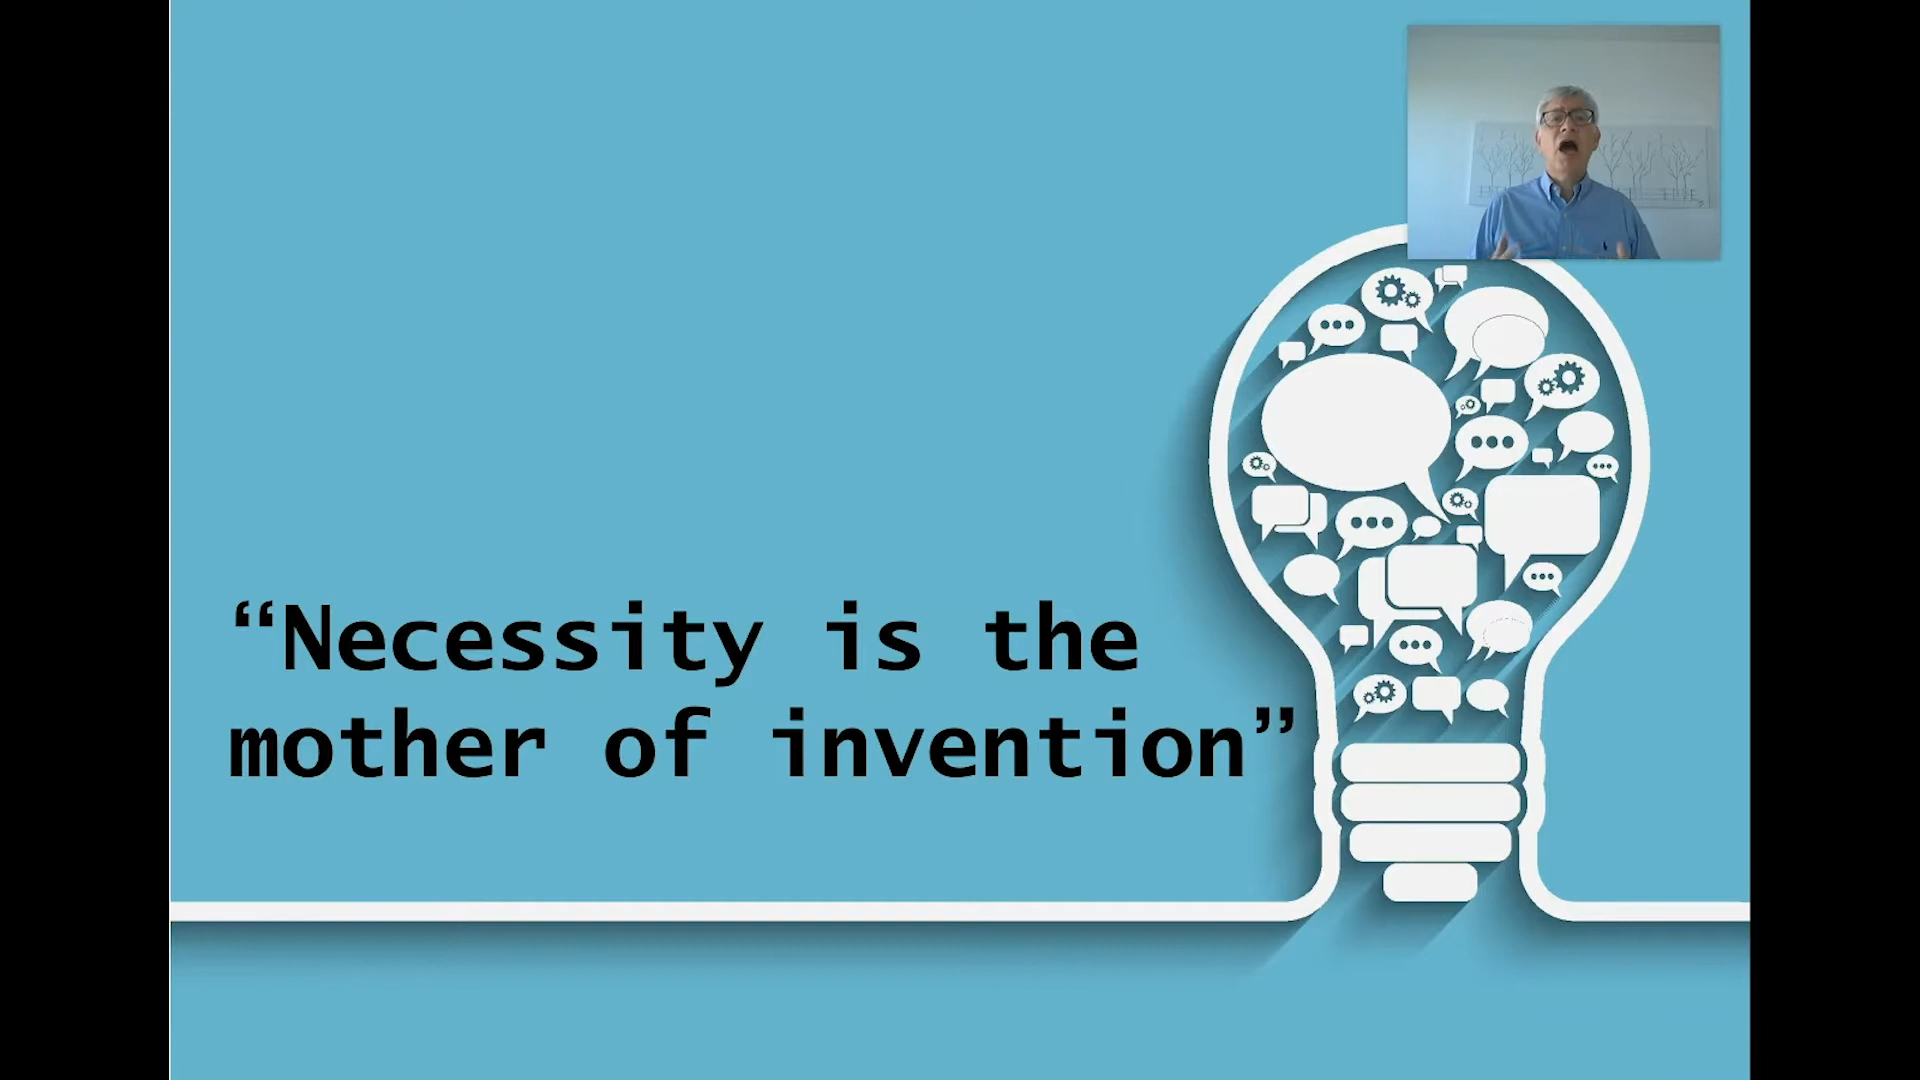 “Necessity is the
mother of invention”